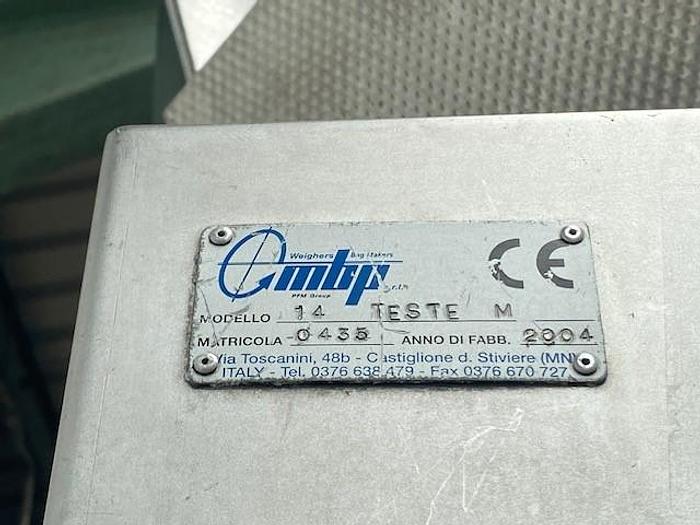 Weighers Bag Makers
mbp s.r.l.
PFM Group
CE
MODELLO 14 TESTE M
MATRICOLA 0435 ANNO DI FABB. 2004
Via Toscanini, 48b - Castiglione d. Stiviere (MN)
ITALY - Tel. 0376 638 479 - Fax 0376 670 727